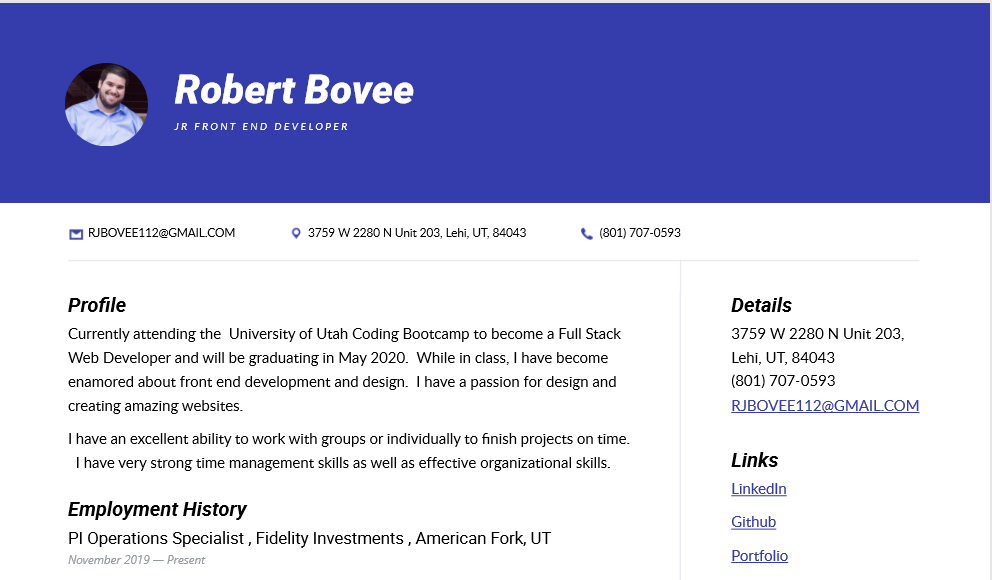 Robert Bovee
JR FRONT END DEVELOPER
RJBOVEE112@GMAIL.COM
3759 W 2280 N Unit 203, Lehi, UT, 84043
(801) 707-0593
Profile
Currently attending the  University of Utah Coding Bootcamp to become a Full Stack
Web Developer and will be graduating in May 2020.  While in class, I have become
enamored about front end development and design.  I have a passion for design and
creating amazing websites.
I have an excellent ability to work with groups or individually to finish projects on time.
I have very strong time management skills as well as effective organizational skills.
Employment History
PI Operations Specialist , Fidelity Investments , American Fork, UT
November 2019 — Present
Details
3759 W 2280 N Unit 203,
Lehi, UT, 84043
(801) 707-0593
RJBOVEE112@GMAIL.COM
Links
LinkedIn
Github
Portfolio